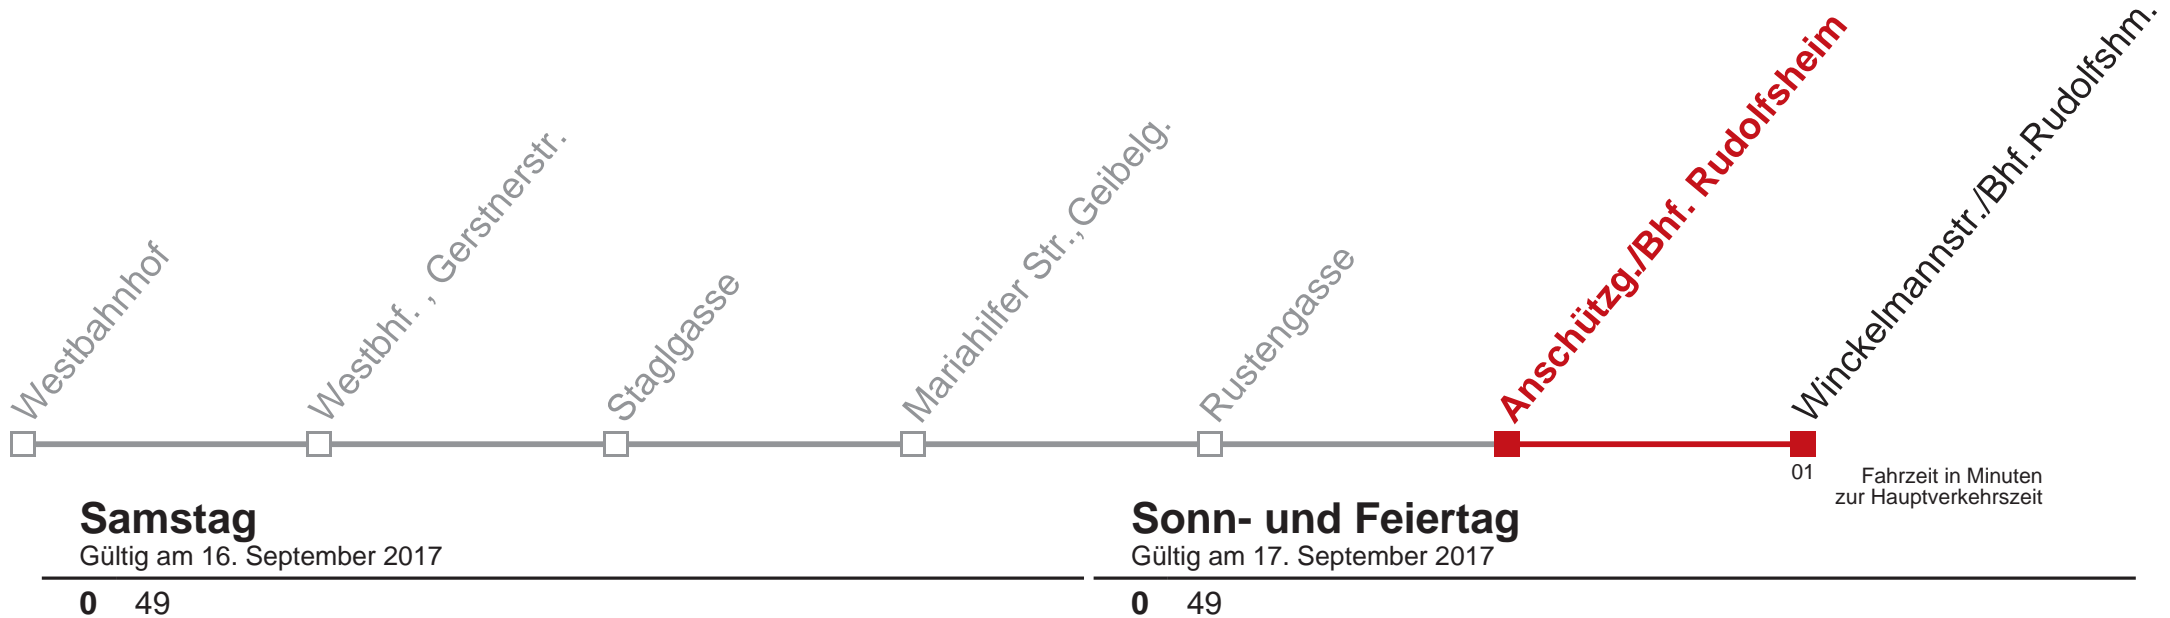 Westbahnhof
Westbhf. , Gerstnerstr.
Staglgasse
Mariahilfer Str.,Geibelg.
Rustengasse
Anschützg./Bhf. Rudolfsheim
Winckelmannstr./Bhf.Rudolfshm.
01
Fahrzeit in Minuten
zur Hauptverkehrszeit
Samstag
Gültig am 16. September 2017
0 49
Sonn- und Feiertag
Gültig am 17. September 2017
0 49